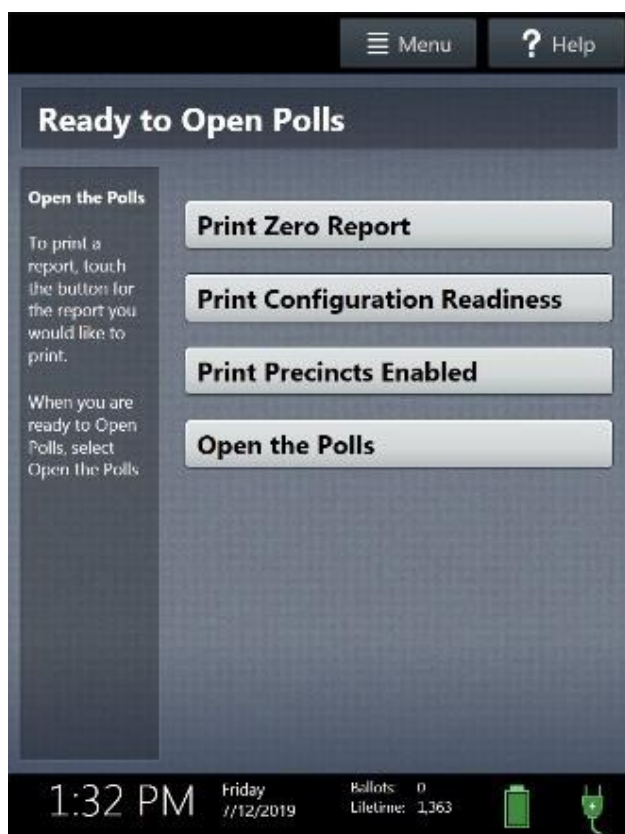 Menu
? Help
Ready to Open Polls
Open the Polls
To print a
report, touch
the button for
the report you
would like to
print.
When you are
ready to Open
Polls, select
Open the Polls
Print Zero Report
Print Configuration Readiness
Print Precincts Enabled
Open the Polls
1:32 PM
Friday
7/12/2019
Ballots: 0
Lifetime: 1,363